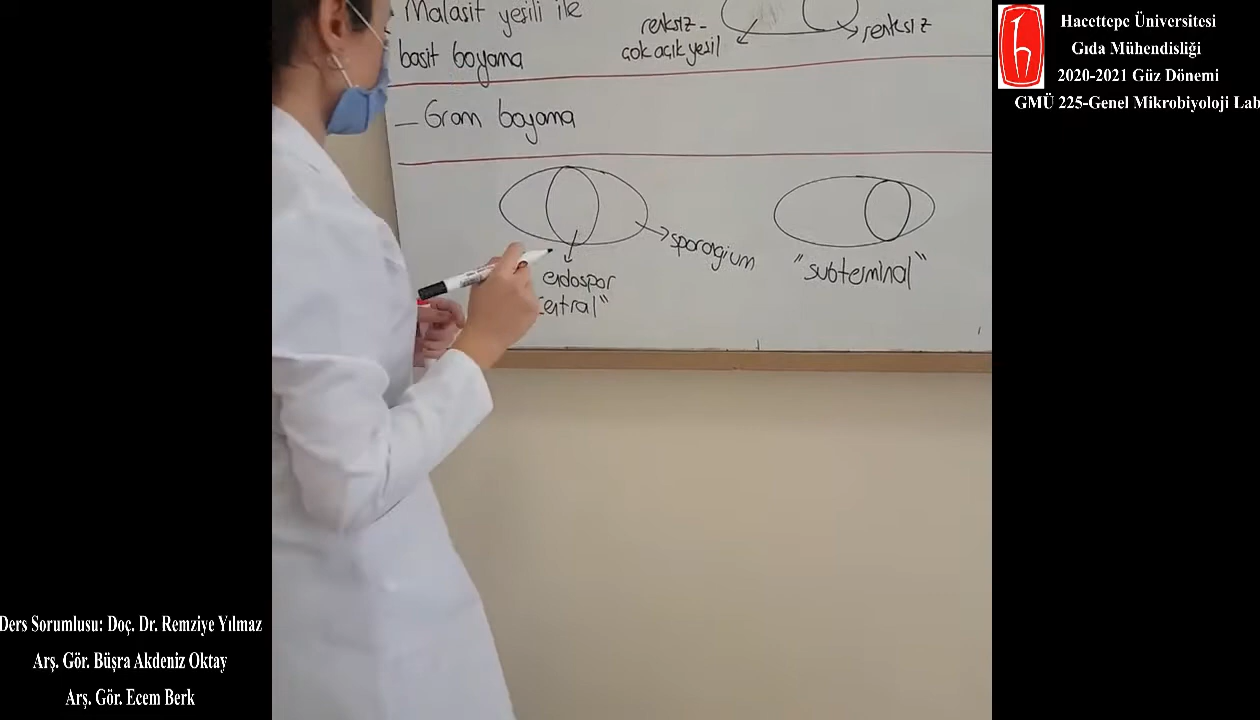 Malasit yeşili ile
basit boyama
renksiz-
çok açık yeşil
renksiz
— Gram boyama
sporangium
endospor
central"
"subterminal"
Hacettepe Üniversitesi
Gıda Mühendisliği
2020-2021 Güz Dönemi
GMÜ 225-Genel Mikrobiyoloji Lab
Ders Sorumlusu: Doç. Dr. Remziye Yılmaz
Arş. Gör. Büşra Akdeniz Oktay
Arş. Gör. Ecem Berk